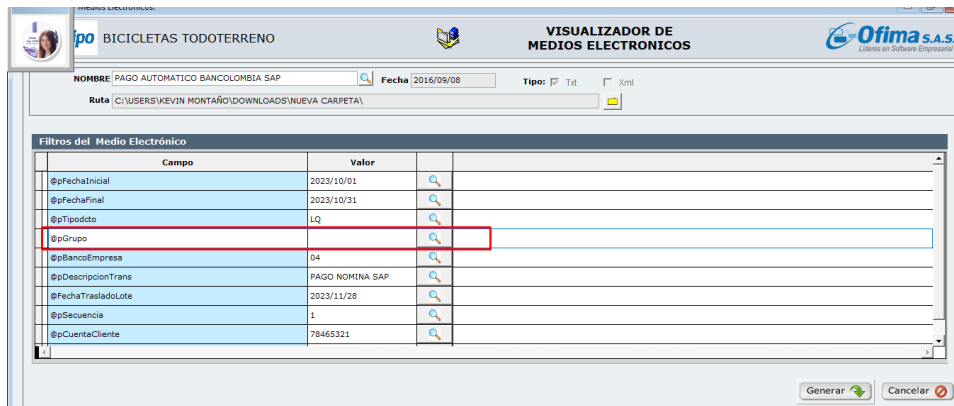 Medios Electronicos.
ipo BICICLETAS TODOTERRENO
VISUALIZADOR DE
MEDIOS ELECTRONICOS
Ofima S.A.S.
Lideres en Software Empresarial
NOMBRE PAGO AUTOMATICO BANCOLOMBIA SAP Fecha 2016/09/08 Tipo: Txt Xml
Ruta C:\USERS\KEVIN MONTAÑO\DOWNLOADS\NUEVA CARPETA\
Filtros del Medio Electrónico
Campo Valor
@pFechaInicial 2023/10/01
@pFechaFinal 2023/10/31
@pTipodcto LQ
@pGrupo
@pBancoEmpresa 04
@pDescripcionTrans PAGO NOMINA SAP
@FechaTrasladoLote 2023/11/28
@pSecuencia 1
@pCuentaCliente 78465321
Generar Cancelar